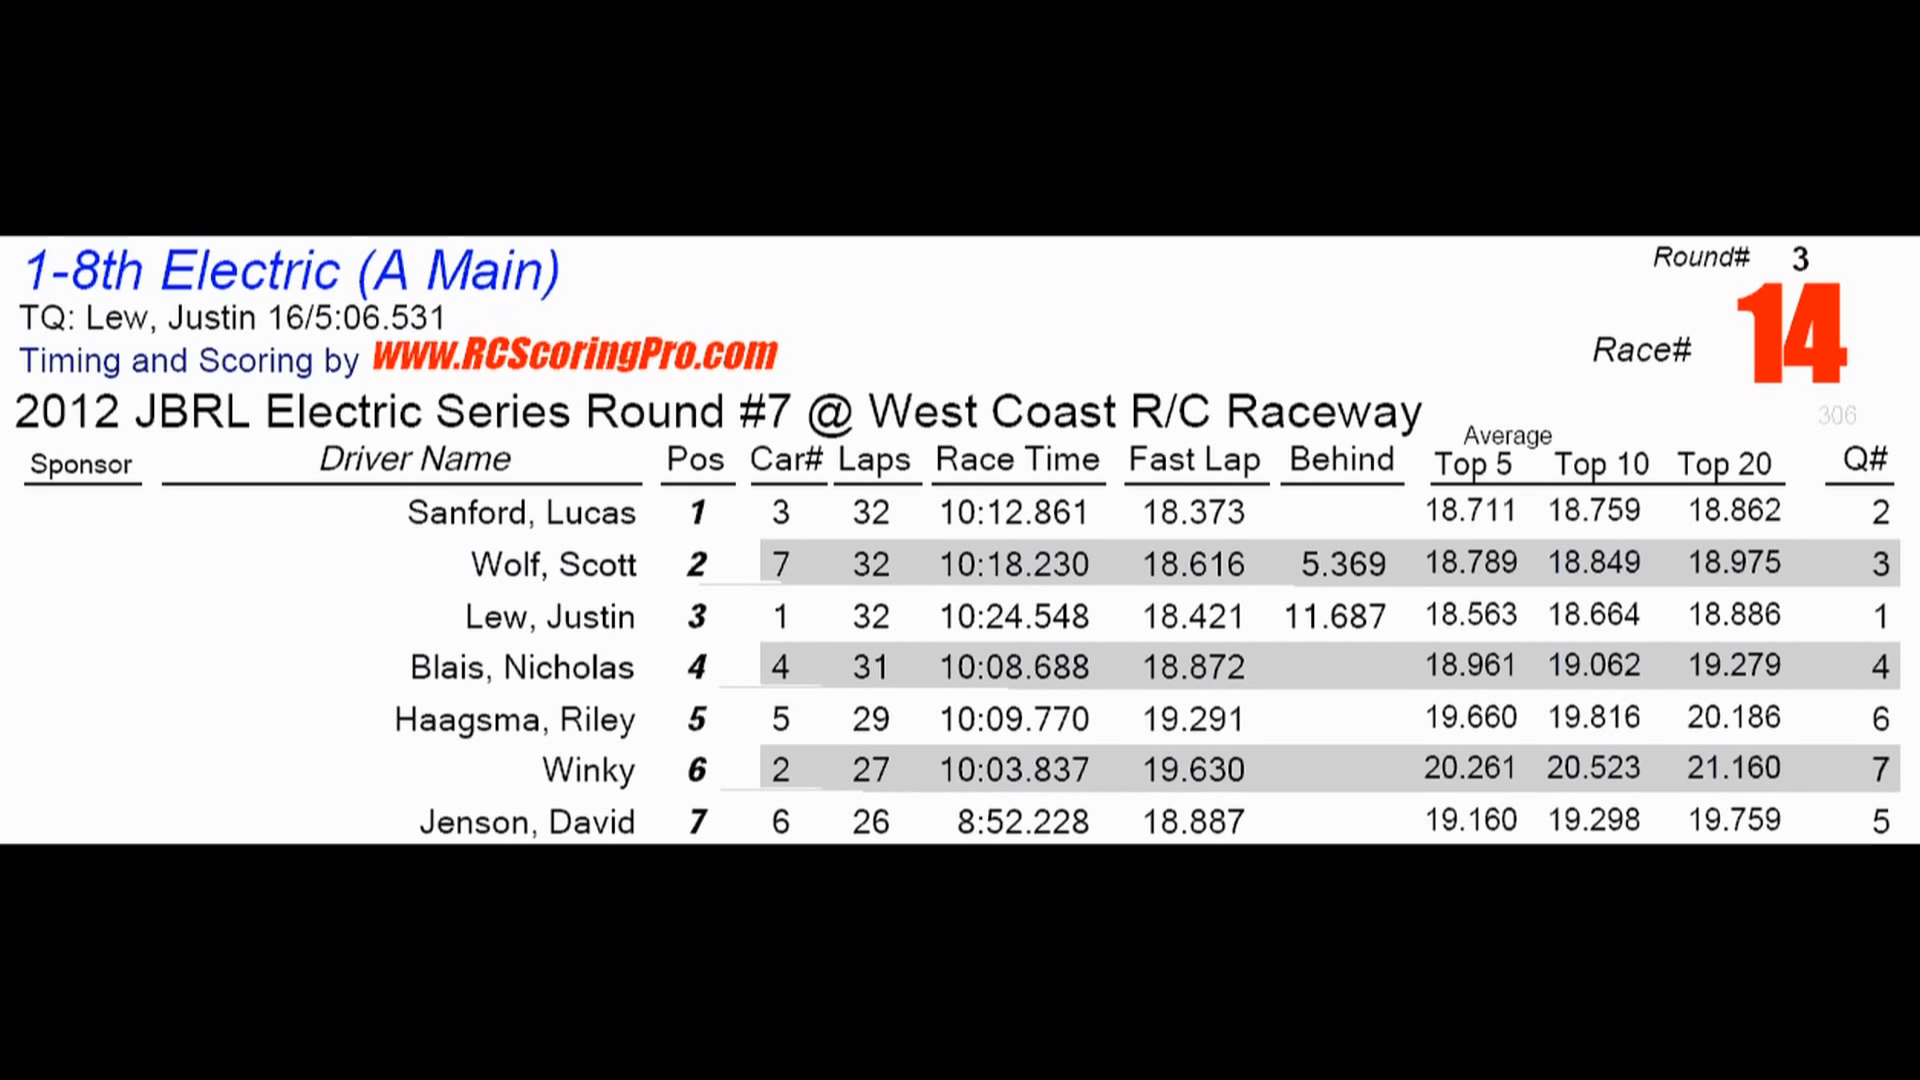 1-8th Electric (A Main)
Round# 3
TQ: Lew, Justin 16/5:06.531
Race# 14
Timing and Scoring by www.RCScoringPro.com
2012 JBRL Electric Series Round #7 @ West Coast R/C Raceway
306
Average
Sponsor Driver Name Pos Car# Laps Race Time Fast Lap Behind Top 5 Top 10 Top 20 Q#
Sanford, Lucas 1 3 32 10:12.861 18.373 18.711 18.759 18.862 2
Wolf, Scott 2 7 32 10:18.230 18.616 5.369 18.789 18.849 18.975 3
Lew, Justin 3 1 32 10:24.548 18.421 11.687 18.563 18.664 18.886 1
Blais, Nicholas 4 4 31 10:08.688 18.872 18.961 19.062 19.279 4
Haagsma, Riley 5 5 29 10:09.770 19.291 19.660 19.816 20.186 6
Winky 6 2 27 10:03.837 19.630 20.261 20.523 21.160 7
Jenson, David 7 6 26 8:52.228 18.887 19.160 19.298 19.759 5